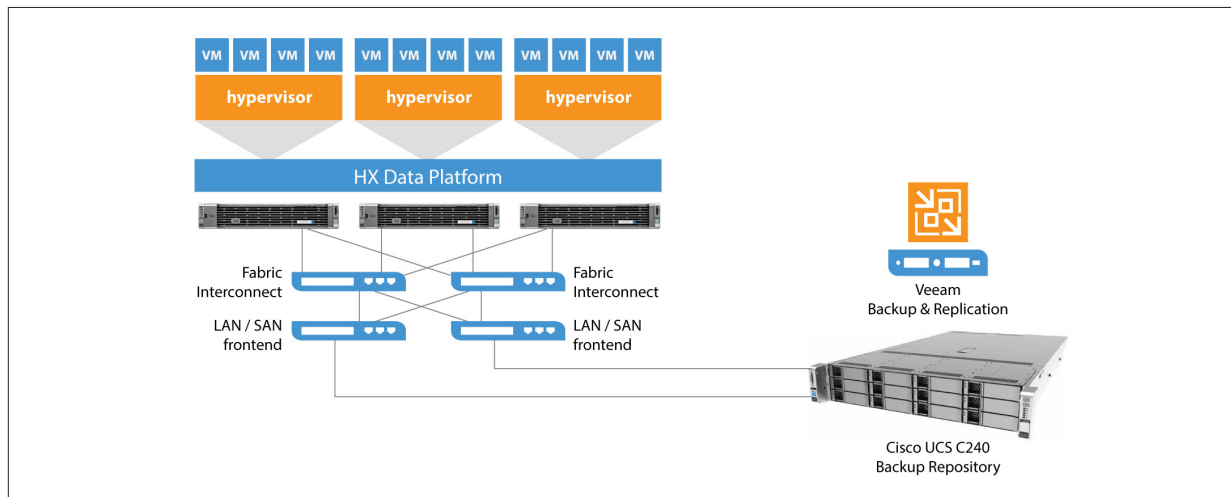 VM VM VM VM VM VM VM VM VM VM VM VM
hypervisor hypervisor hypervisor
HX Data Platform
Fabric
Interconnect
Fabric
Interconnect
LAN / SAN
frontend
LAN / SAN
frontend
Veeam
Backup & Replication
Cisco UCS C240
Backup Repository